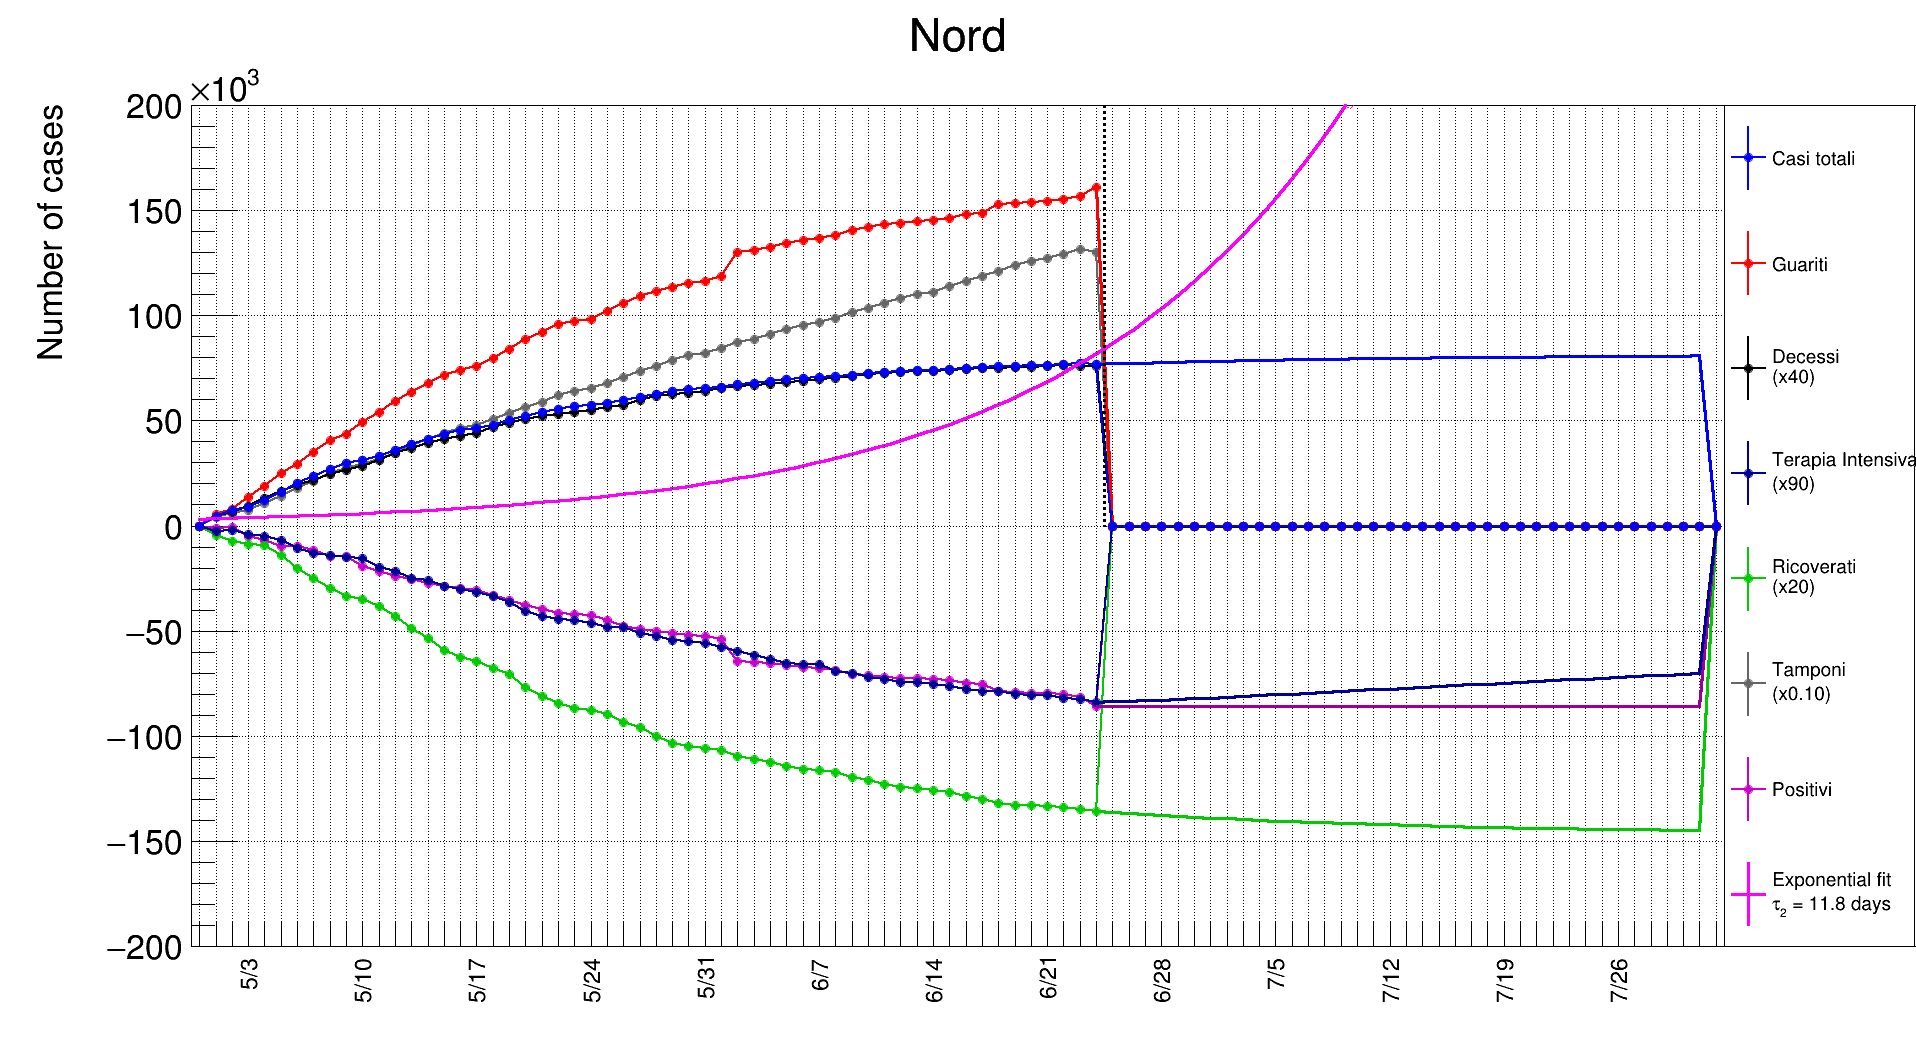 Nord
×10³
Number of cases
200
150
100
50
0
−50
−100
−150
−200
5/3
5/10
5/17
5/24
5/31
6/7
6/14
6/21
6/28
7/5
7/12
7/19
7/26
Casi totali
Guariti
Decessi
(x40)
Terapia Intensiva
(x90)
Ricoverati
(x20)
Tamponi
(x0.10)
Positivi
Exponential fit
τ₂ = 11.8 days